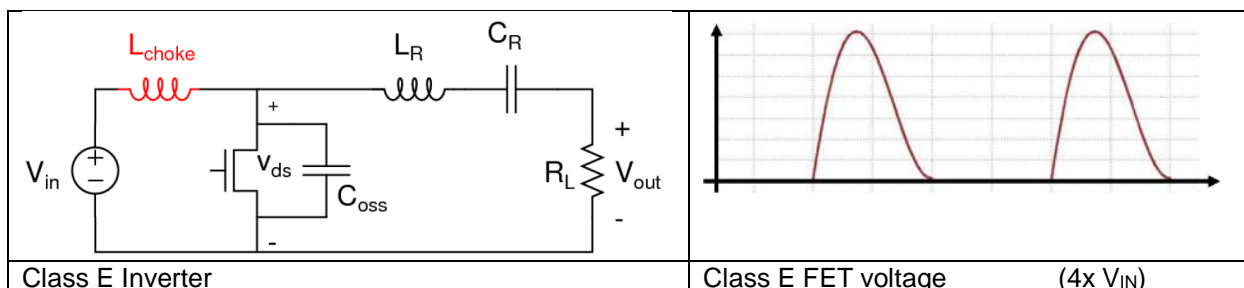 L_choke
L_R
C_R
+
+
V_in
+
−
v_ds
C_oss
R_L
V_out
-
-
Class E Inverter
Class E FET voltage (4x V_IN)